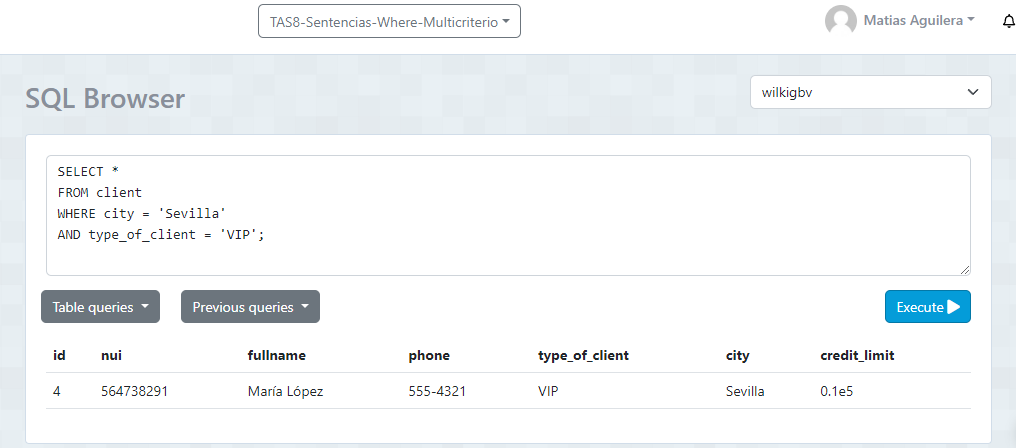 TAS8-Sentencias-Where-Multicriterio
Matias Aguilera
SQL Browser
wilkigbv
SELECT *
FROM client
WHERE city = 'Sevilla'
AND type_of_client = 'VIP';
Table queries
Previous queries
Execute
id nui fullname phone type_of_client city credit_limit
4 564738291 María López 555-4321 VIP Sevilla 0.1e5